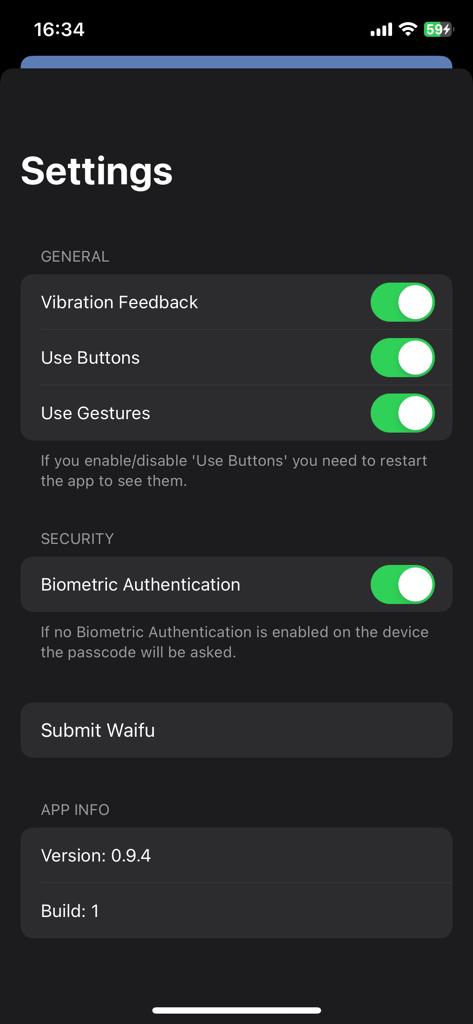 16:34
59
Settings
GENERAL
Vibration Feedback
Use Buttons
Use Gestures
If you enable/disable 'Use Buttons' you need to restart
the app to see them.
SECURITY
Biometric Authentication
If no Biometric Authentication is enabled on the device
the passcode will be asked.
Submit Waifu
APP INFO
Version: 0.9.4
Build: 1